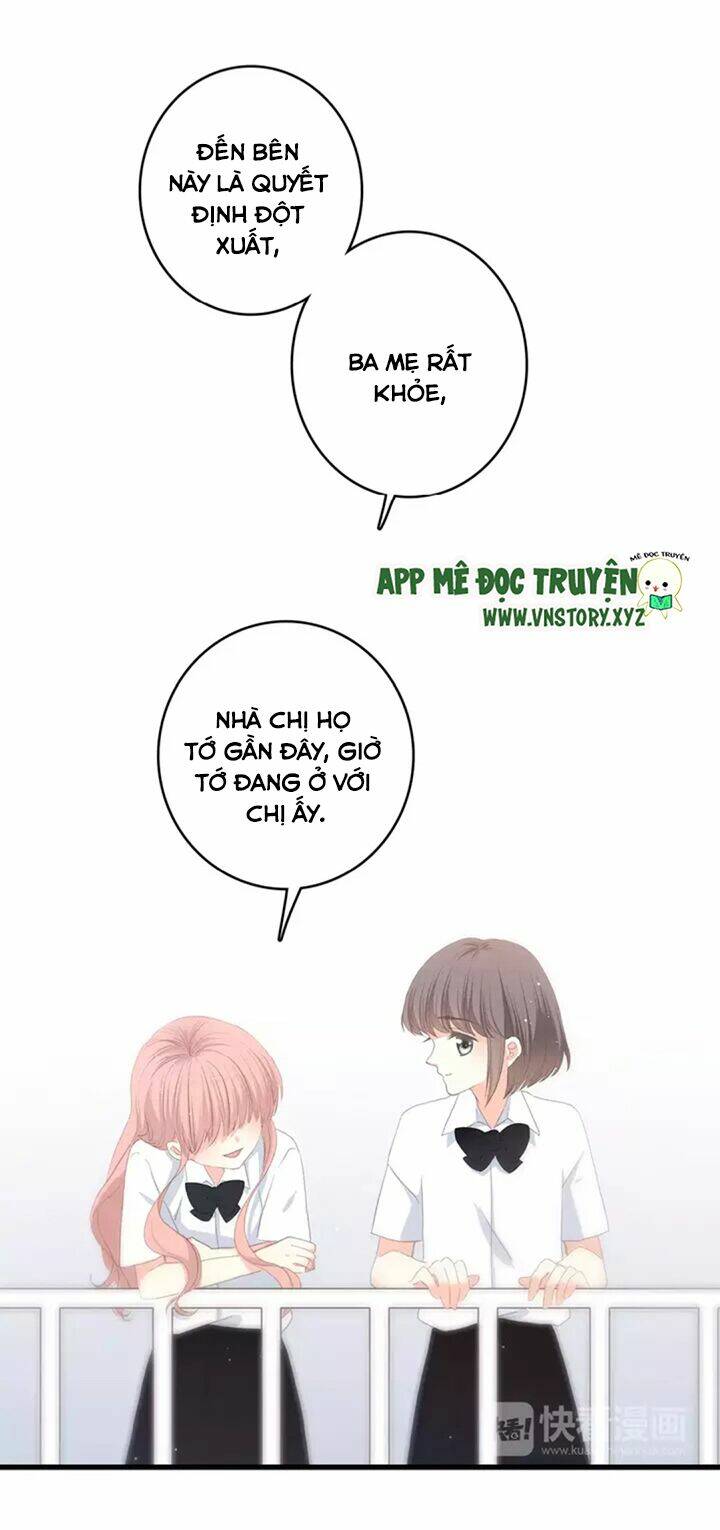 ĐẾN BÊN
NÀY LÀ QUYẾT
ĐỊNH ĐỘT
XUẤT,
BA MẸ RẤT
KHỎE,
MÊ ĐỌC TRUYỆN
APP MÊ ĐỌC TRUYỆN
WWW.VNSTORY.XYZ
NHÀ CHỊ HỌ
TỚ GẦN ĐÂY, GIỜ
TỚ ĐANG Ở VỚI
CHỊ ẤY.
快看漫画